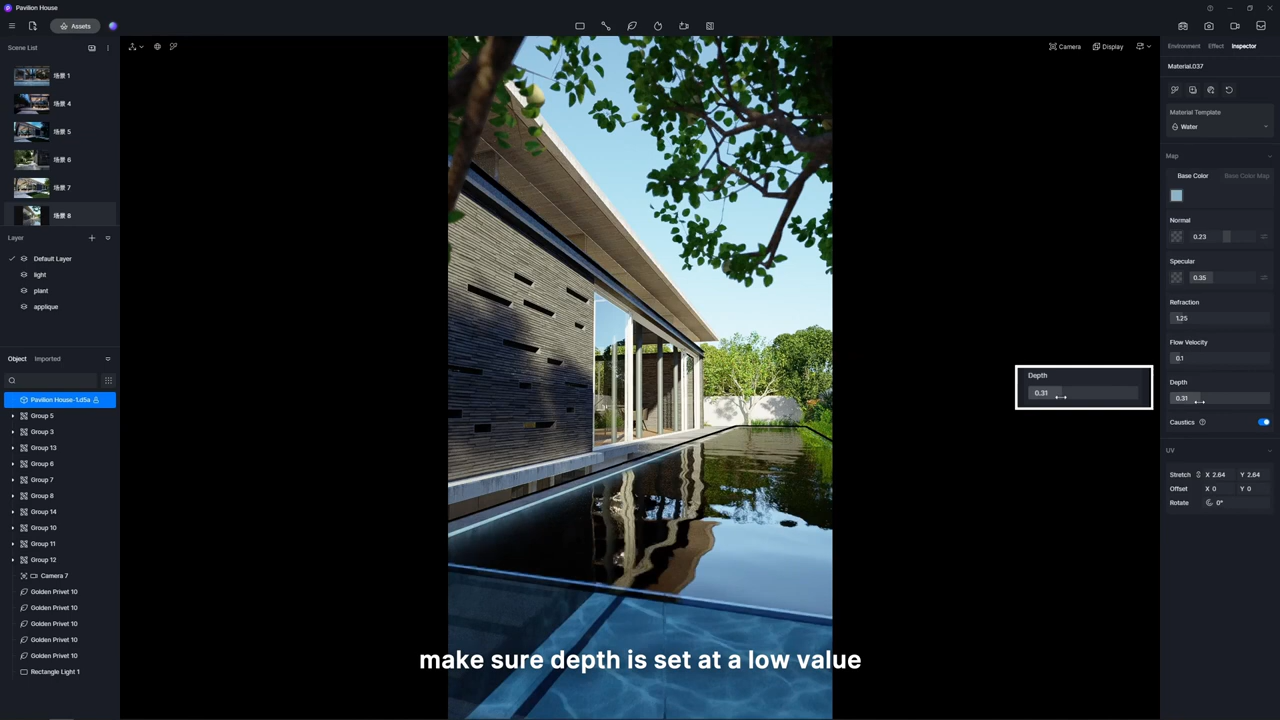 Pavilion House
Assets
Scene List
场景 1
场景 4
场景 5
场景 6
场景 7
场景 8
Layer
Default Layer
light
plant
applique
Object
Imported
Pavilion House-1.d5a
Group 5
Group 3
Group 13
Group 6
Group 7
Group 8
Group 14
Group 10
Group 11
Group 12
Camera 7
Golden Privet 10
Golden Privet 10
Golden Privet 10
Golden Privet 10
Golden Privet 10
Rectangle Light 1
Camera
Display
Depth
0.31
make sure depth is set at a low value
Environment
Effect
Inspector
Material.037
Material Template
Water
Map
Base Color
Base Color Map
Normal
0.23
Specular
0.35
Refraction
1.25
Flow Velocity
0.1
Depth
0.31
Caustics
UV
Stretch X 2.64 Y 2.64
Offset X 0 Y 0
Rotate 0°